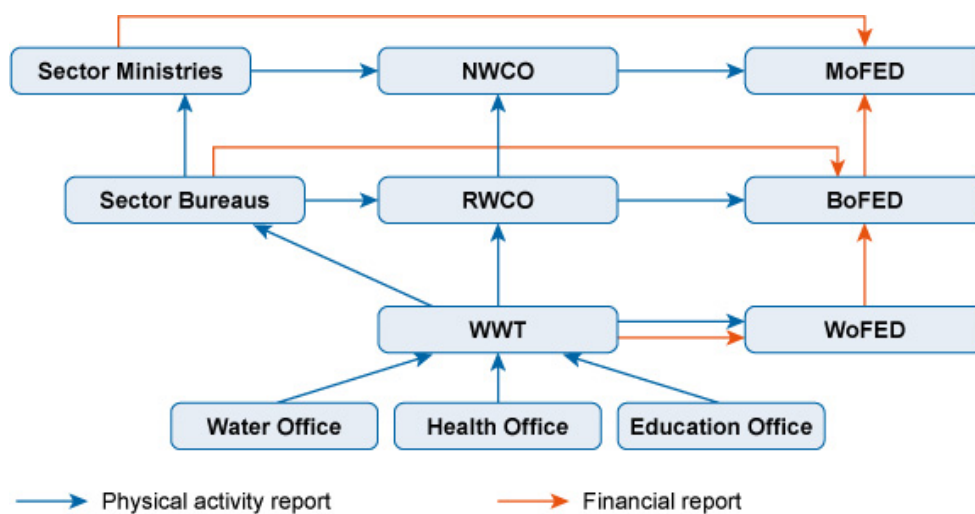 Sector Ministries
NWCO
MoFED
Sector Bureaus
RWCO
BoFED
WWT
WoFED
Water Office
Health Office
Education Office
Physical activity report
Financial report